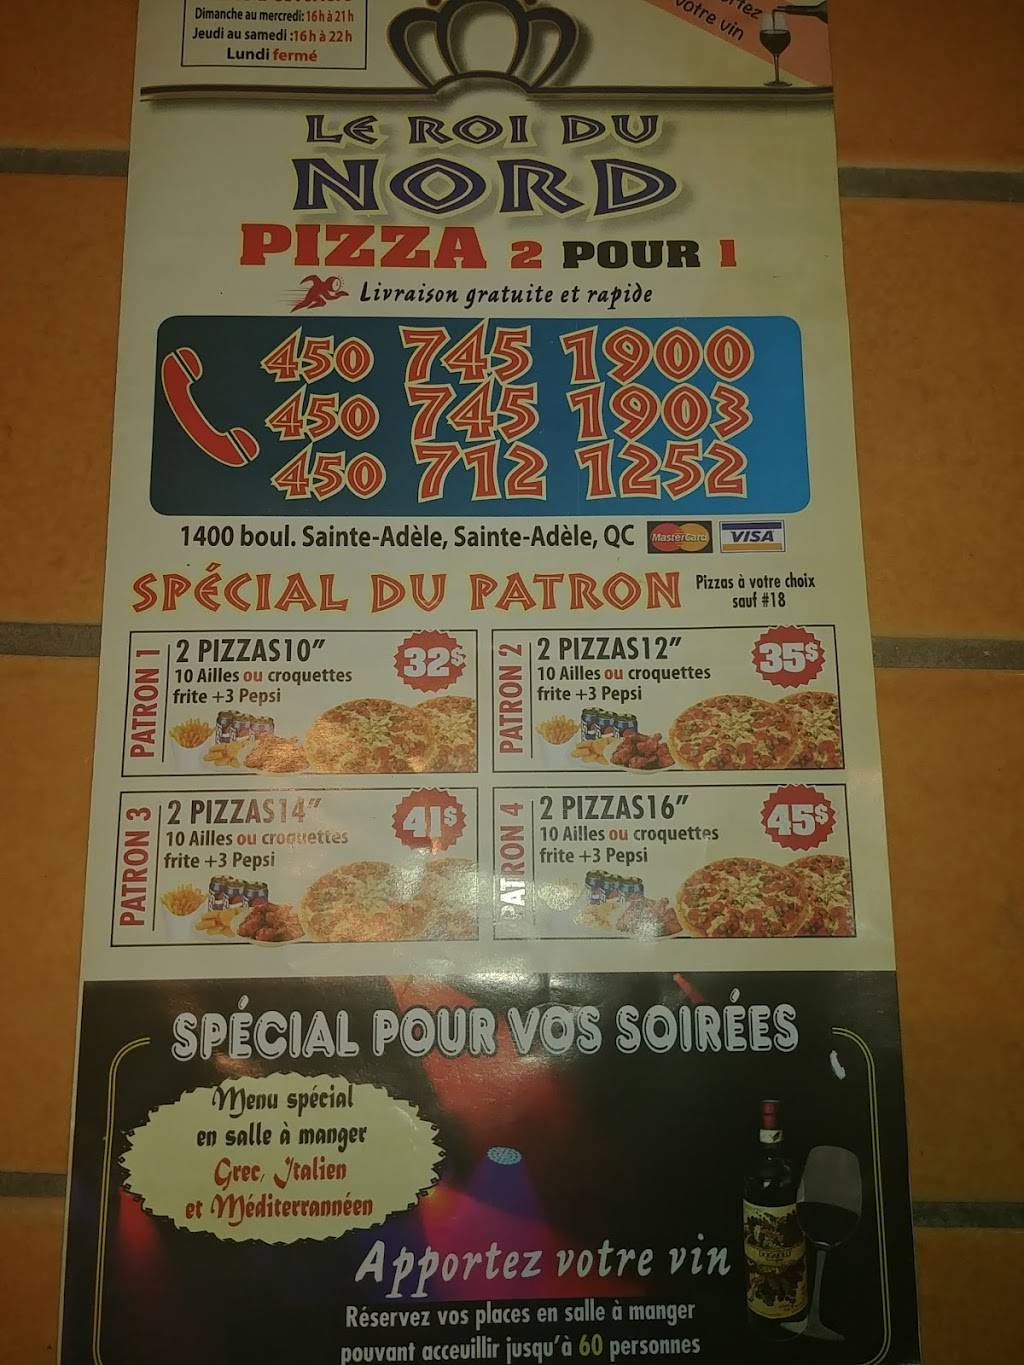 Dimanche au mercredi: 16h à 21h
Jeudi au samedi :16h à 22h
Lundi fermé
votre vin
LE ROI DU
NORD
PIZZA 2 POUR 1
Livraison gratuite et rapide
450 745 1900
450 745 1903
450 712 1252
1400 boul. Sainte-Adèle, Sainte-Adèle, QC MasterCard VISA
SPÉCIAL DU PATRON Pizzas à votre choix
sauf #18
PATRON 1
2 PIZZAS10”
10 Ailles ou croquettes
frite +3 Pepsi
32$
PATRON 2
2 PIZZAS12”
10 Ailles ou croquettes
frite +3 Pepsi
35$
PATRON 3
2 PIZZAS14”
10 Ailles ou croquettes
frite +3 Pepsi
41$
PATRON 4
2 PIZZAS16”
10 Ailles ou croquettes
frite +3 Pepsi
45$
SPÉCIAL POUR VOS SOIRÉES
Menu spécial
en salle à manger
Grec, Italien
et Méditerrannéen
Apportez votre vin
Réservez vos places en salle à manger
pouvant acceuillir jusqu'à 60 personnes